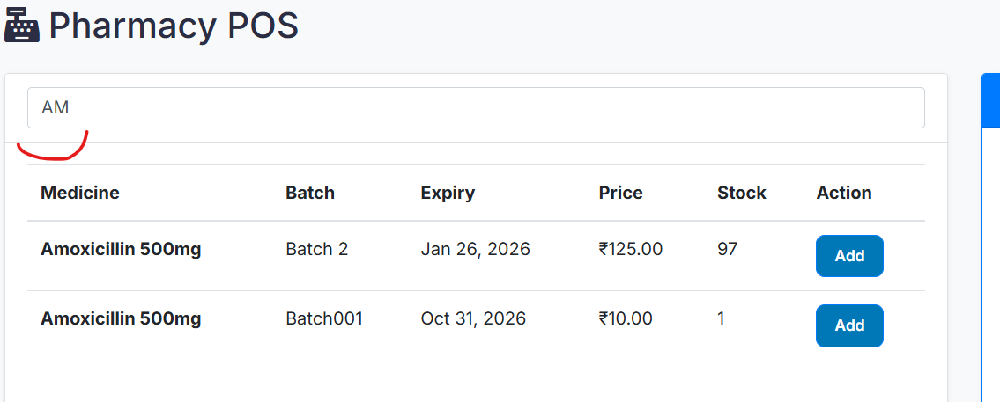 Pharmacy POS
AM
Medicine Batch Expiry Price Stock Action
Amoxicillin 500mg Batch 2 Jan 26, 2026 ₹125.00 97 Add
Amoxicillin 500mg Batch001 Oct 31, 2026 ₹10.00 1 Add